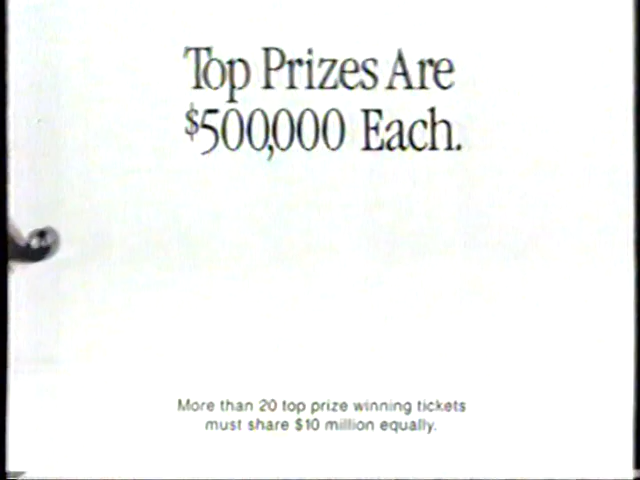 Top Prizes Are
$500,000 Each.
More than 20 top prize winning tickets
must share $10 million equally.